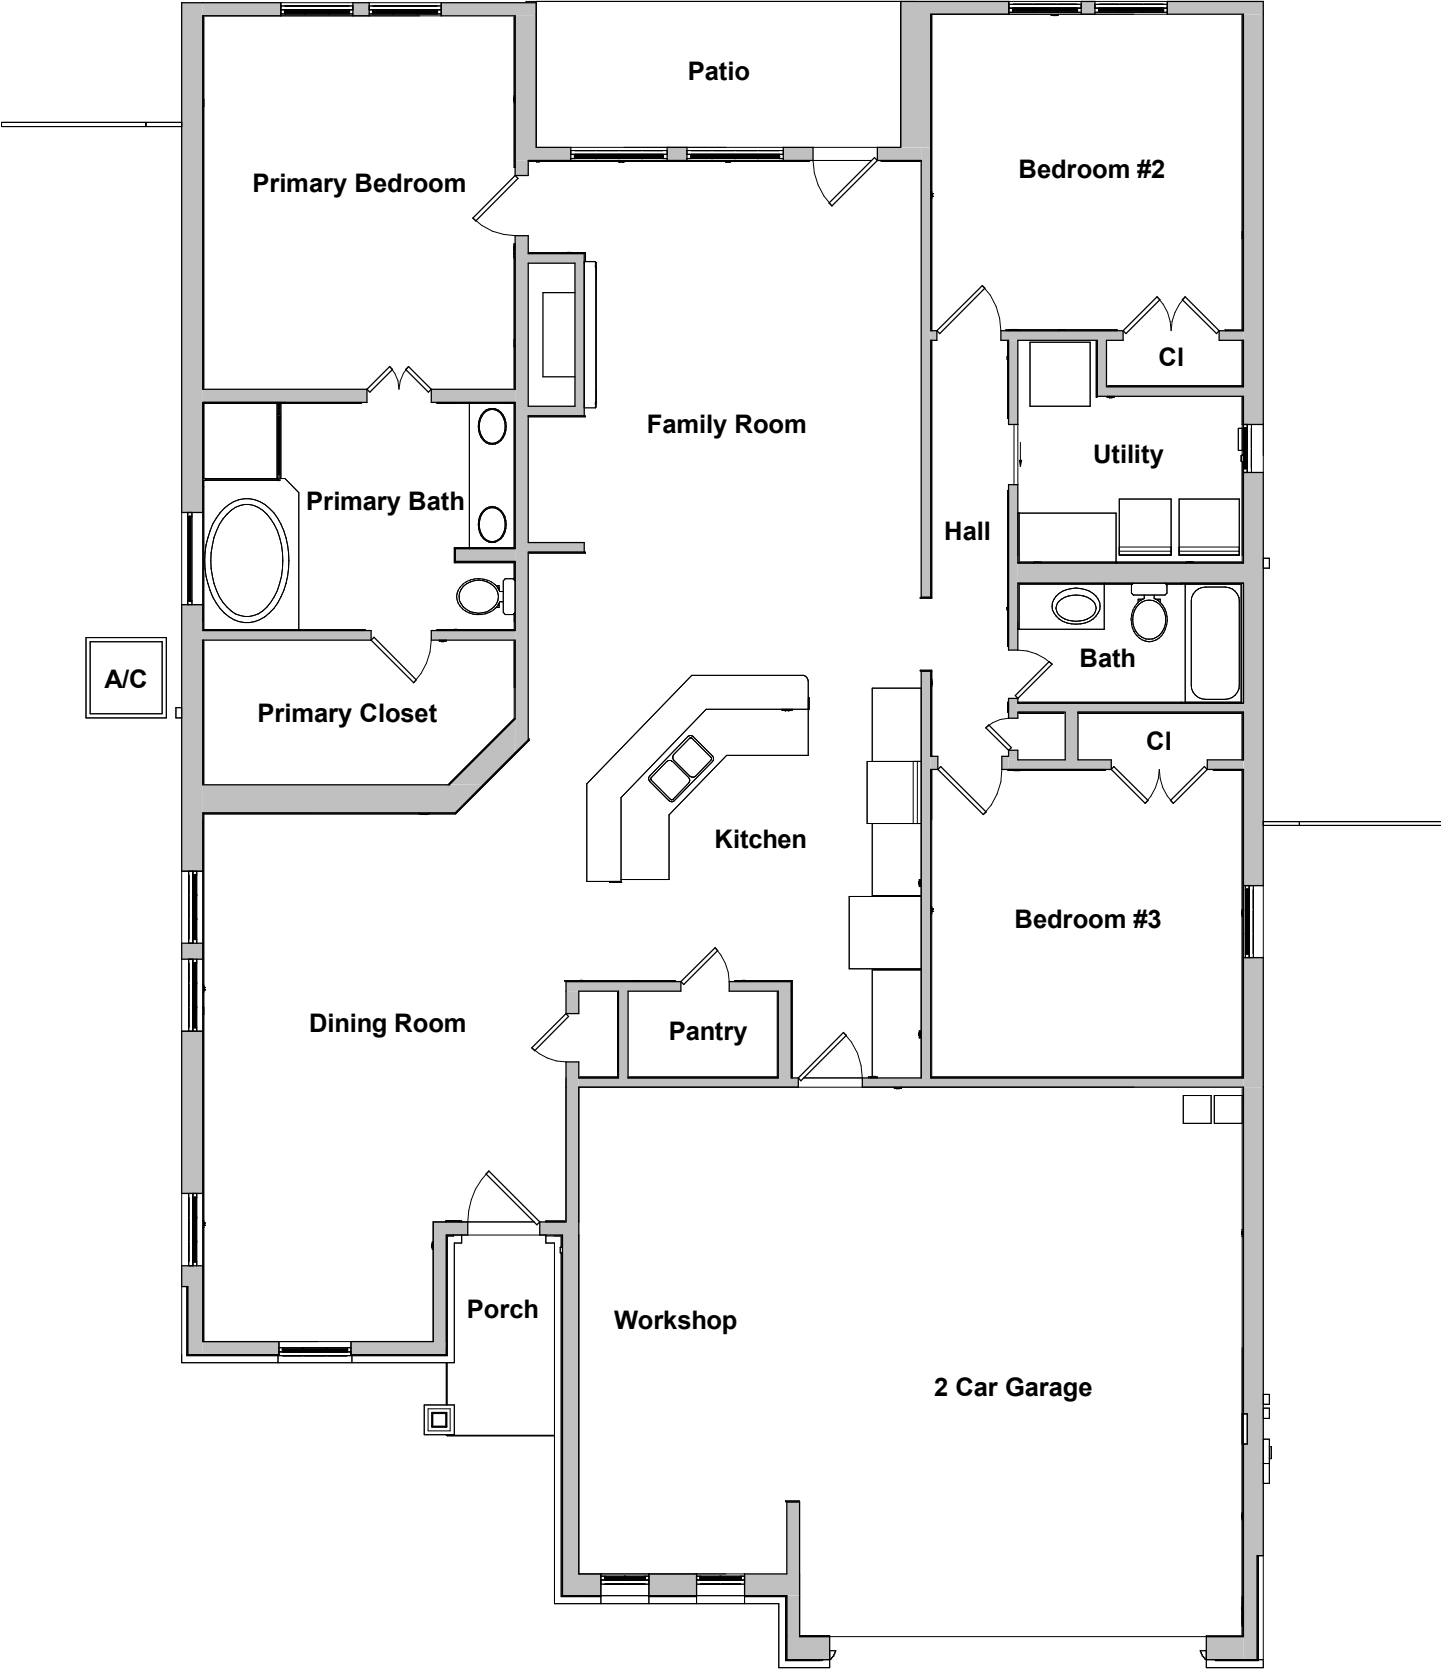 Patio
Bedroom #2
Primary Bedroom
Cl
Family Room
Utility
Primary Bath
Hall
Bath
A/C
Primary Closet
Cl
Kitchen
Bedroom #3
Dining Room
Pantry
Porch
Workshop
2 Car Garage